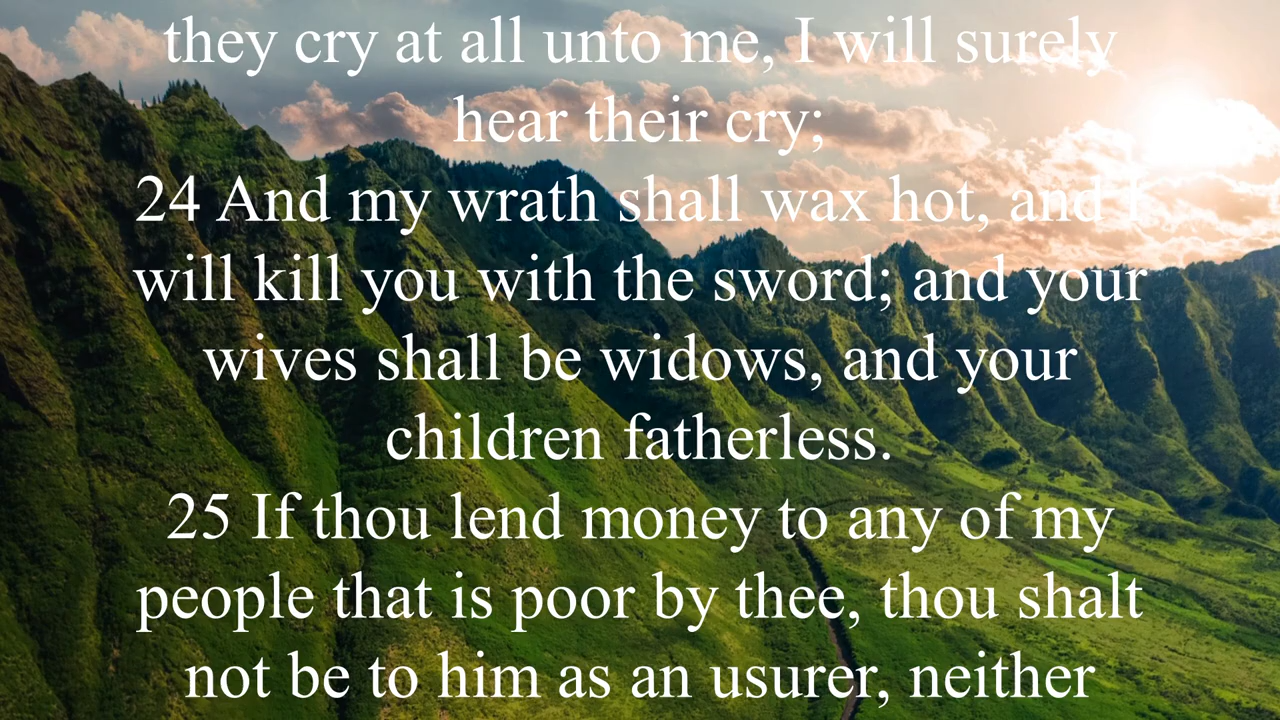 they cry at all unto me, I will surely
hear their cry;
24 And my wrath shall wax hot, and I
will kill you with the sword; and your
wives shall be widows, and your
children fatherless.
25 If thou lend money to any of my
people that is poor by thee, thou shalt
not be to him as an usurer, neither